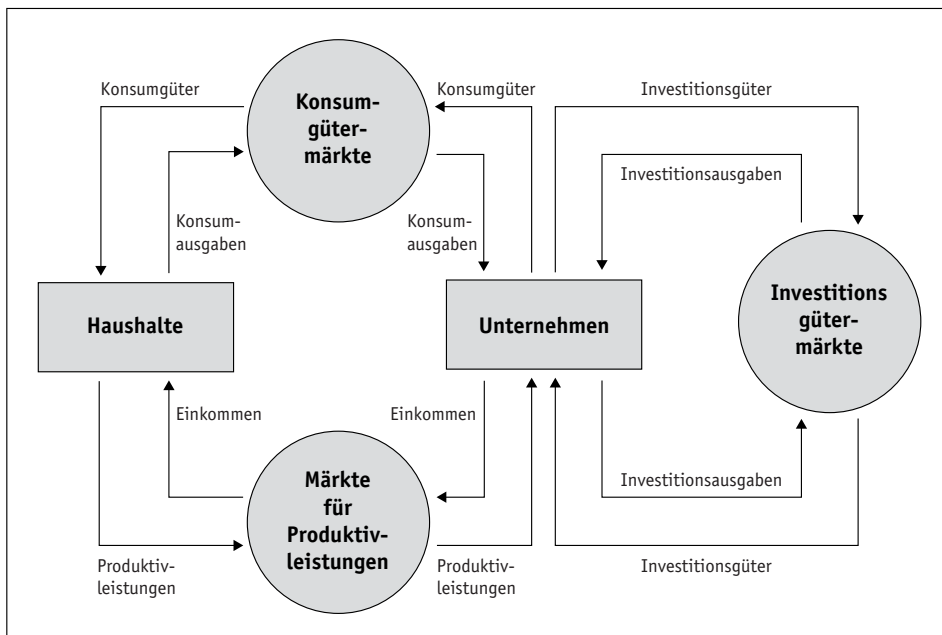 Konsumgüter
Konsum-
güter-
märkte
Konsumgüter
Investitionsgüter
Investitionsausgaben
Konsum-
ausgaben
Konsum-
ausgaben
Haushalte
Unternehmen
Investitions
güter-
märkte
Einkommen
Einkommen
Märkte
für
Produktiv-
leistungen
Investitionsausgaben
Produktiv-
leistungen
Produktiv-
leistungen
Investitionsgüter